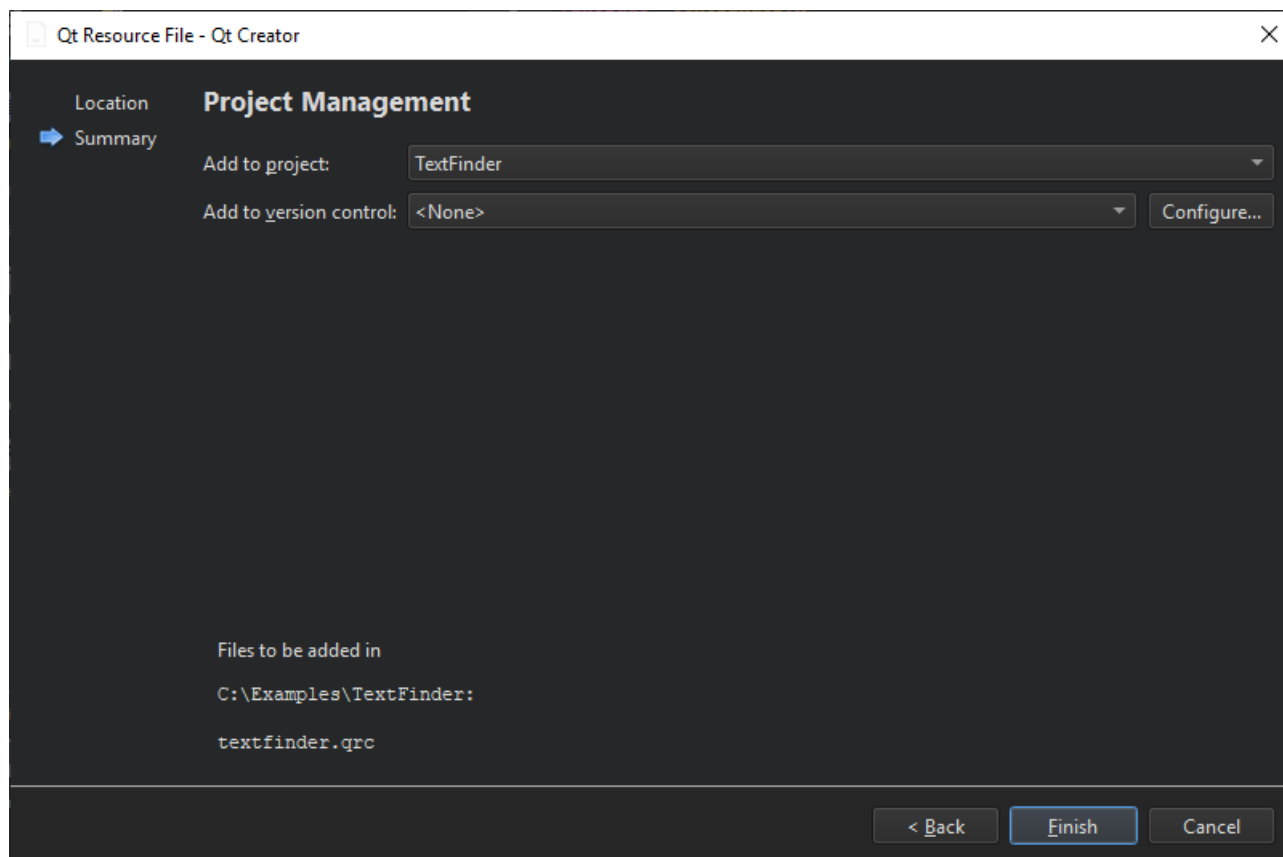 Qt Resource File - Qt Creator
Location
Summary
Project Management
Add to project: TextFinder
Add to version control: <None> Configure...
Files to be added in
C:\Examples\TextFinder:
textfinder.qrc
< Back Finish Cancel